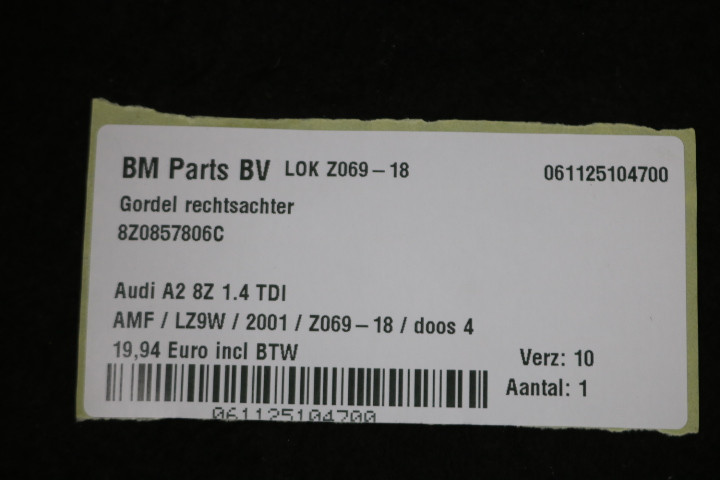 BM Parts BV LOK Z069-18 061125104700
Gordel rechtsachter
8Z0857806C
Audi A2 8Z 1.4 TDI
AMF / LZ9W / 2001 / Z069-18 / doos 4
19,94 Euro incl BTW Verz: 10
Aantal: 1
061125104700